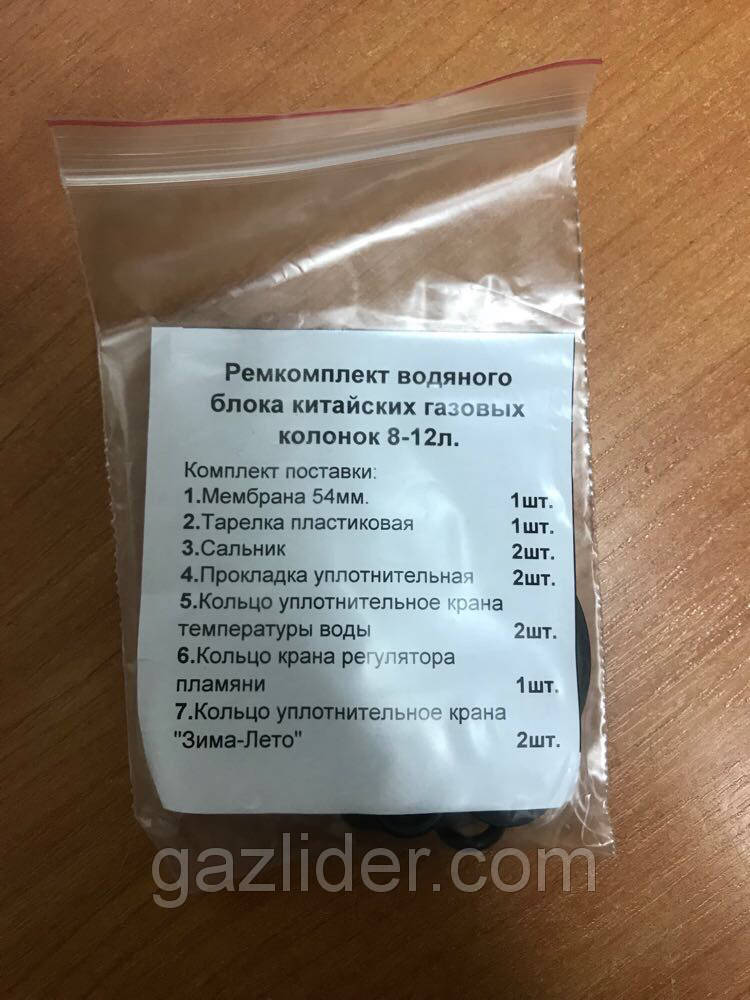 Ремкомплект водяного
блока китайских газовых
колонок 8-12л.
Комплект поставки:
1.Мембрана 54мм. 1шт.
2.Тарелка пластиковая 1шт.
3.Сальник 2шт.
4.Прокладка уплотнительная 2шт.
5.Кольцо уплотнительное крана
температуры воды 2шт.
6.Кольцо крана регулятора
пламяни 1шт.
7.Кольцо уплотнительное крана
"Зима-Лето" 2шт.
gazlider.com